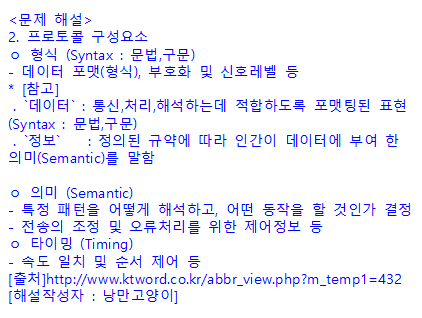 <문제 해설>
2. 프로토콜 구성요소
ㅇ 형식 (Syntax : 문법,구문)
- 데이터 포맷(형식), 부호화 및 신호레벨 등
* [참고]
. `데이터` : 통신,처리,해석하는데 적합하도록 포맷팅된 표현
(Syntax : 문법,구문)
. `정보` : 정의된 규약에 따라 인간이 데이터에 부여 한
의미(Semantic)를 말함

ㅇ 의미 (Semantic)
- 특정 패턴을 어떻게 해석하고, 어떤 동작을 할 것인가 결정
- 전송의 조정 및 오류처리를 위한 제어정보 등
ㅇ 타이밍 (Timing)
- 속도 일치 및 순서 제어 등
[출처]http://www.ktword.co.kr/abbr_view.php?m_temp1=432
[해설작성자 : 낭만고양이]